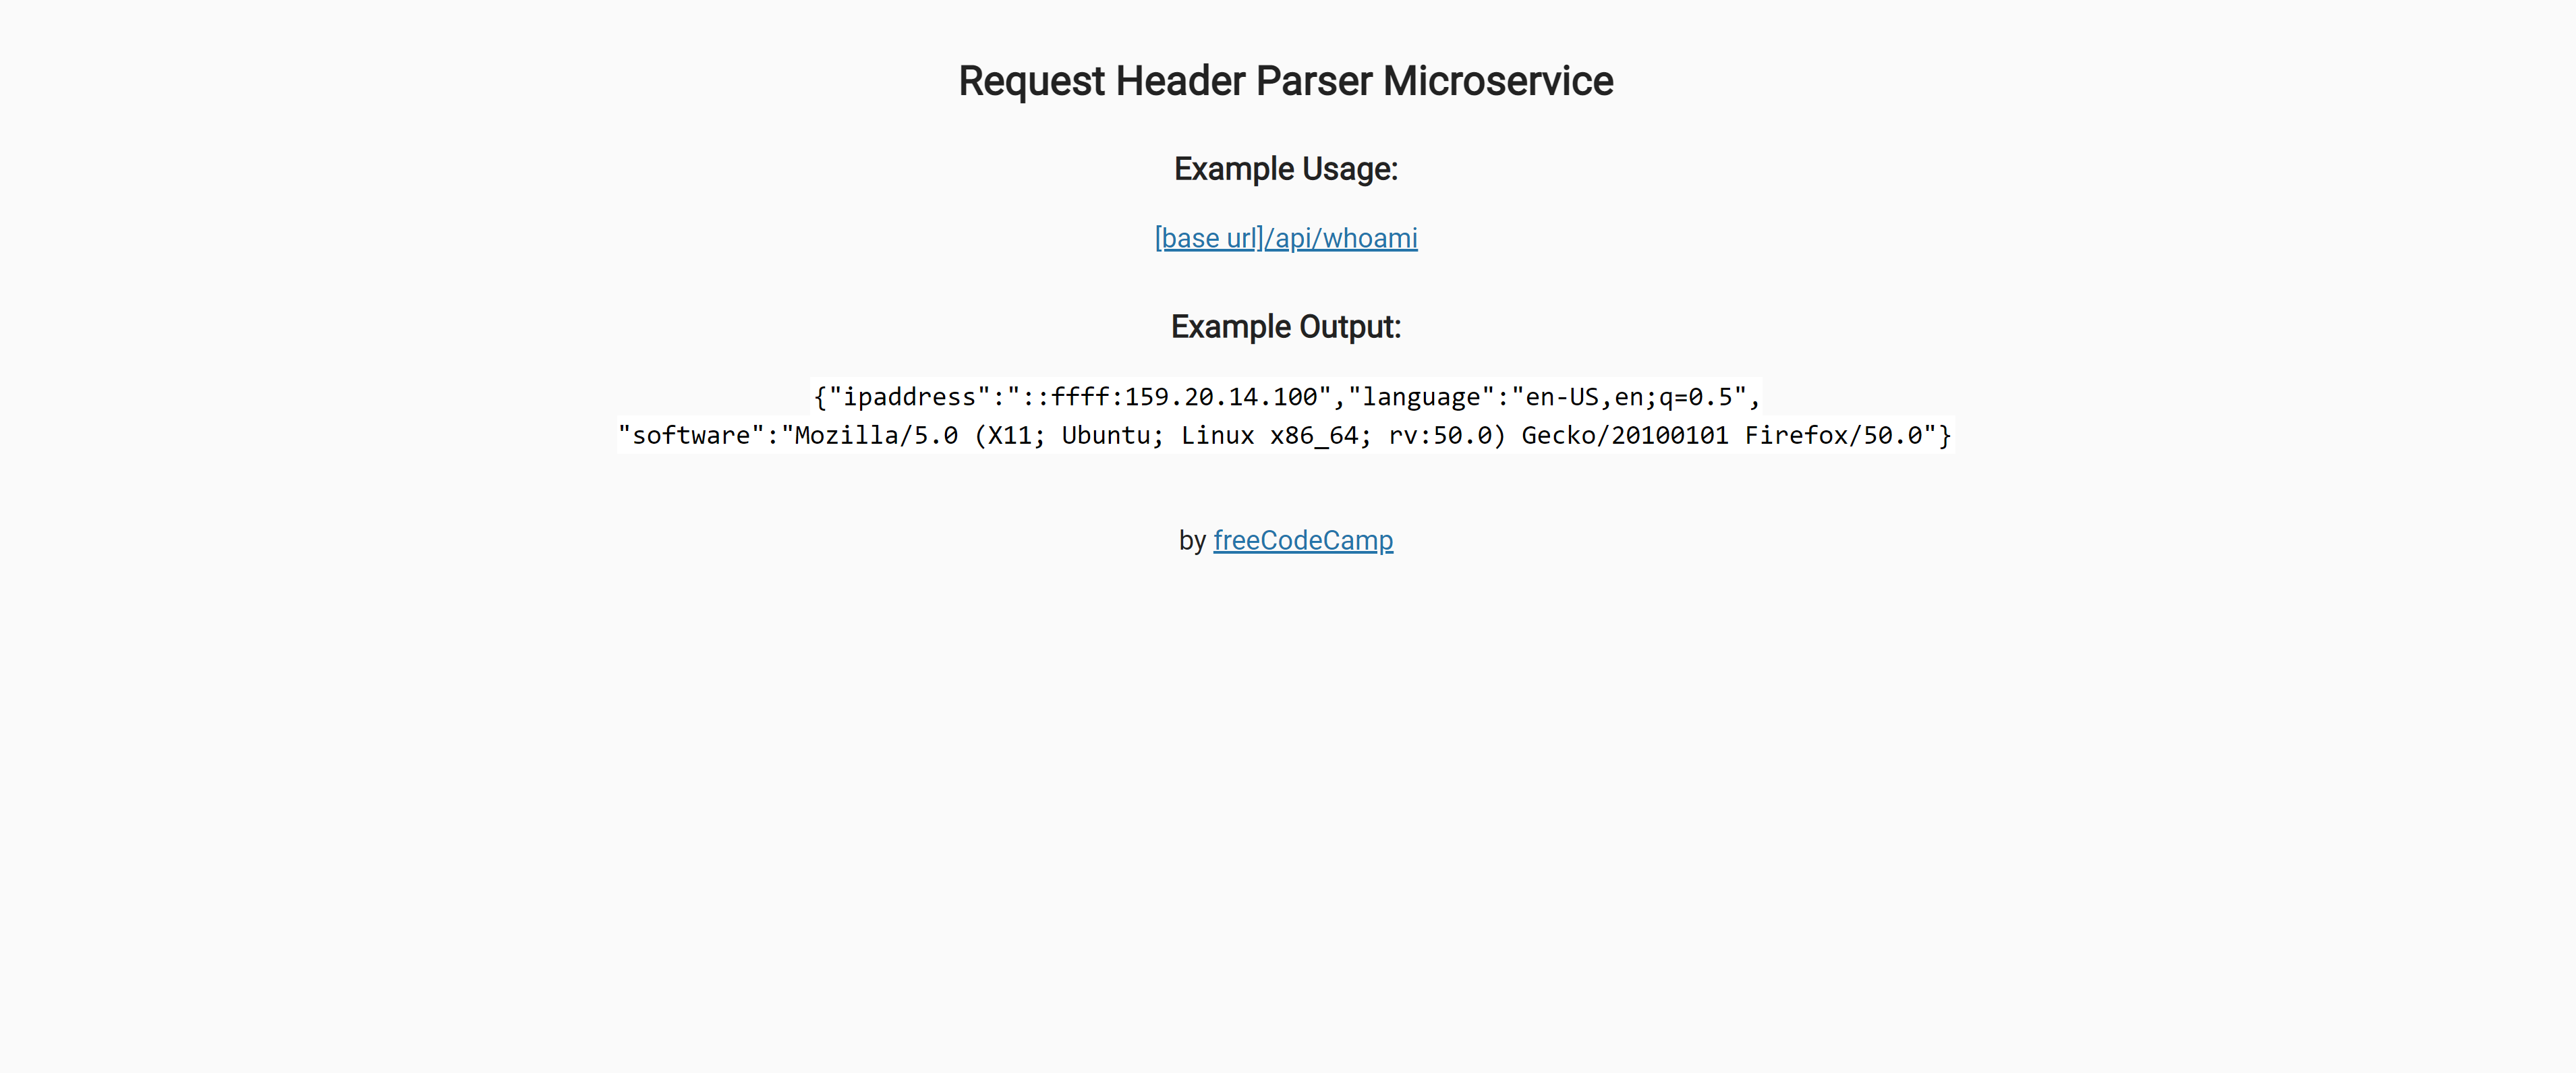 Request Header Parser Microservice
Example Usage:
[base url]/api/whoami
Example Output:
{"ipaddress":"::ffff:159.20.14.100","language":"en-US,en;q=0.5",
"software":"Mozilla/5.0 (X11; Ubuntu; Linux x86_64; rv:50.0) Gecko/20100101 Firefox/50.0"}
by freeCodeCamp